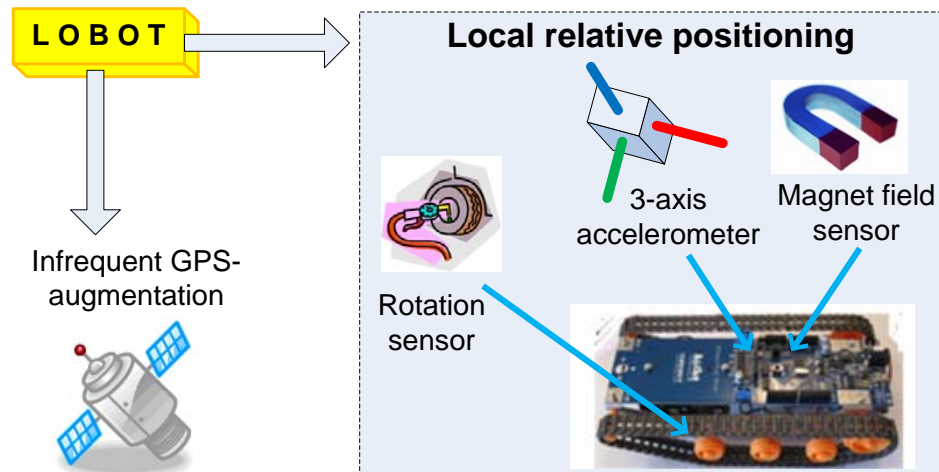 L O B O T
Local relative positioning
3-axis
accelerometer
Magnet field
sensor
Rotation
sensor
Infrequent GPS-
augmentation